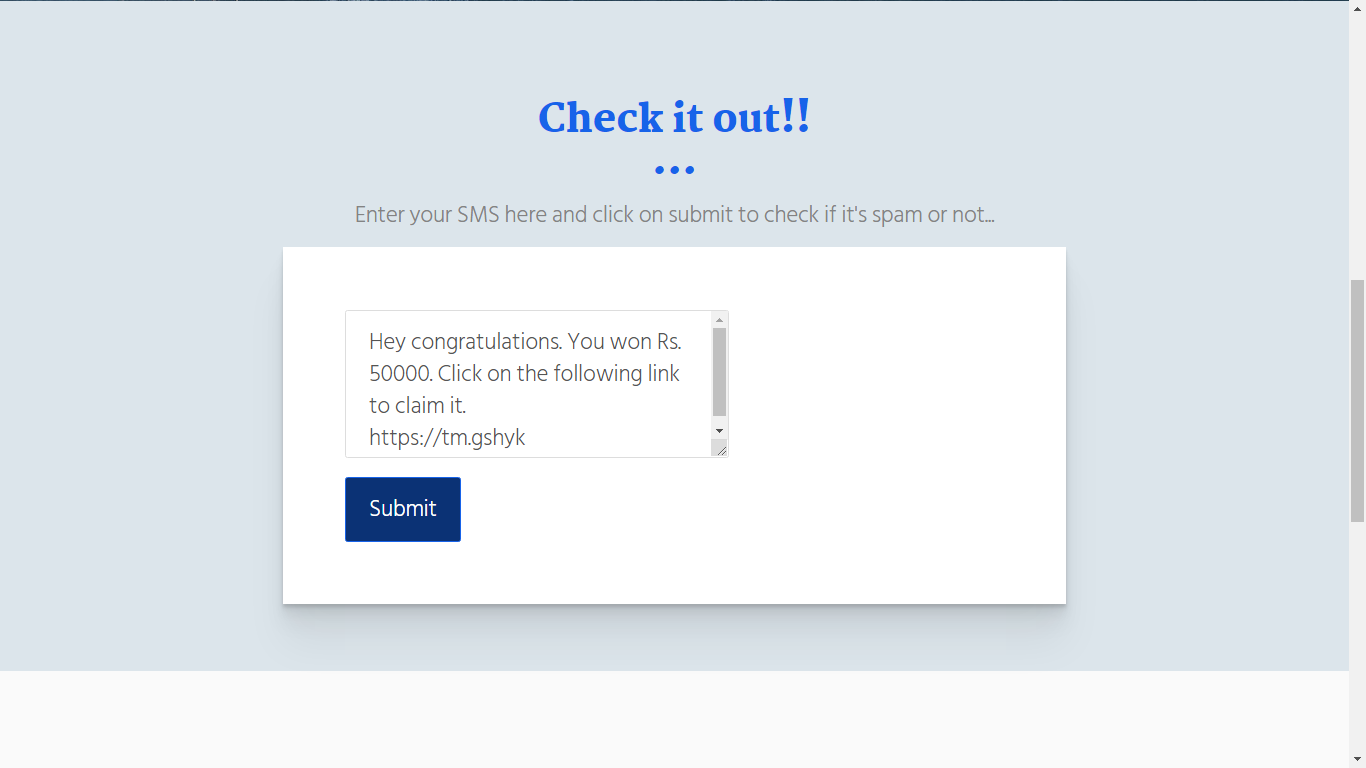 Check it out!!
...
Enter your SMS here and click on submit to check if it's spam or not...
Hey congratulations. You won Rs.
50000. Click on the following link
to claim it.
https://tm.gshyk
Submit